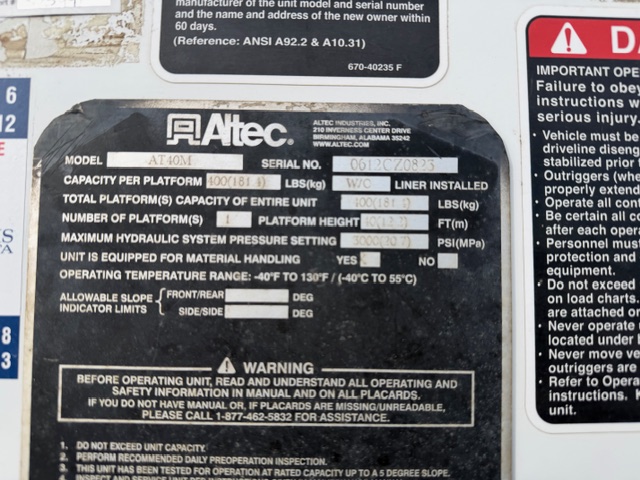 manufacturer of the unit model and serial number
and the name and address of the new owner within
60 days.
(Reference: ANSI A92.2 & A10.31)
670-40235 F
6
12
8
3
Altec
ALTEC INDUSTRIES, INC.
210 INVERNESS CENTER DRIVE
BIRMINGHAM, ALABAMA 35242
WWW.ALTEC.COM
MODEL AT40M SERIAL NO. 0612CZ0823
CAPACITY PER PLATFORM 400(181.4) LBS(kg) W/O LINER INSTALLED
TOTAL PLATFORM(S) CAPACITY OF ENTIRE UNIT 400(181.4) LBS(kg)
NUMBER OF PLATFORM(S) 1 PLATFORM HEIGHT FT(m)
MAXIMUM HYDRAULIC SYSTEM PRESSURE SETTING 3000(20.7) PSI(MPa)
UNIT IS EQUIPPED FOR MATERIAL HANDLING YES NO
OPERATING TEMPERATURE RANGE: -40°F TO 130°F / (-40°C TO 55°C)
ALLOWABLE SLOPE FRONT/REAR DEG
INDICATOR LIMITS SIDE/SIDE DEG
WARNING
BEFORE OPERATING UNIT, READ AND UNDERSTAND ALL OPERATING AND
SAFETY INFORMATION IN MANUAL AND ON ALL PLACARDS.
IF YOU DO NOT HAVE MANUAL OR, IF PLACARDS ARE MISSING/UNREADABLE,
PLEASE CALL 1-877-462-5832 FOR ASSISTANCE.
1. DO NOT EXCEED UNIT CAPACITY.
2. PERFORM RECOMMENDED DAILY PREOPERATION INSPECTION.
3. THIS UNIT HAS BEEN TESTED FOR OPERATION AT RATED CAPACITY UP TO A 5 DEGREE SLOPE.
DA
IMPORTANT OPE
Failure to obey
instructions w
serious injury.
• Vehicle must be
driveline diseng
stabilized prior
• Outriggers (whe
properly extend
• Operate all cont
• Be certain all co
after each opera
• Personnel mus
protection and
equipment.
• Do not exceed
on load charts.
are attached or
• Never operate
located under b
• Never move ve
outriggers are
• Refer to Opera
instructions. K
unit.